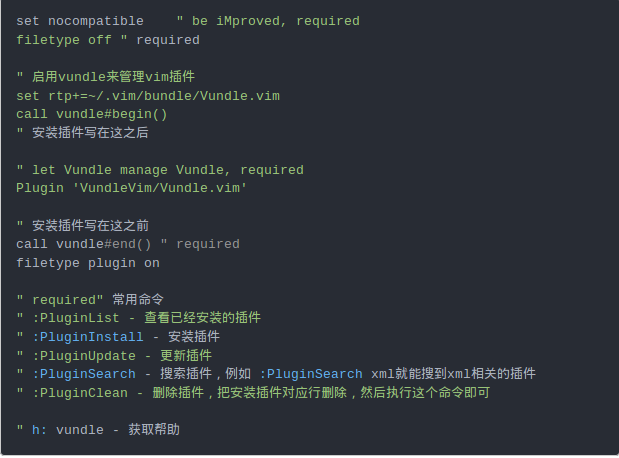 set nocompatible    " be iMproved, required
filetype off " required
" 启用vundle来管理vim插件
set rtp+=~/.vim/bundle/Vundle.vim
call vundle#begin()
" 安装插件写在这之后
" let Vundle manage Vundle, required
Plugin 'VundleVim/Vundle.vim'
" 安装插件写在这之前
call vundle#end() " required
filetype plugin on
" required" 常用命令
" :PluginList - 查看已经安装的插件
" :PluginInstall - 安装插件
" :PluginUpdate - 更新插件
" :PluginSearch - 搜索插件，例如 :PluginSearch xml就能搜到xml相关的插件
" :PluginClean - 删除插件，把安装插件对应行删除，然后执行这个命令即可
" h: vundle - 获取帮助